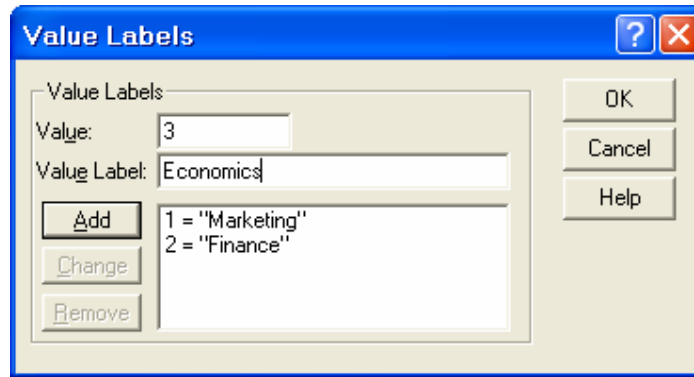 Value Labels
?
Value Labels
Value: 3
Value Label: Economics
Add
Change
Remove
1 = "Marketing"
2 = "Finance"
OK
Cancel
Help